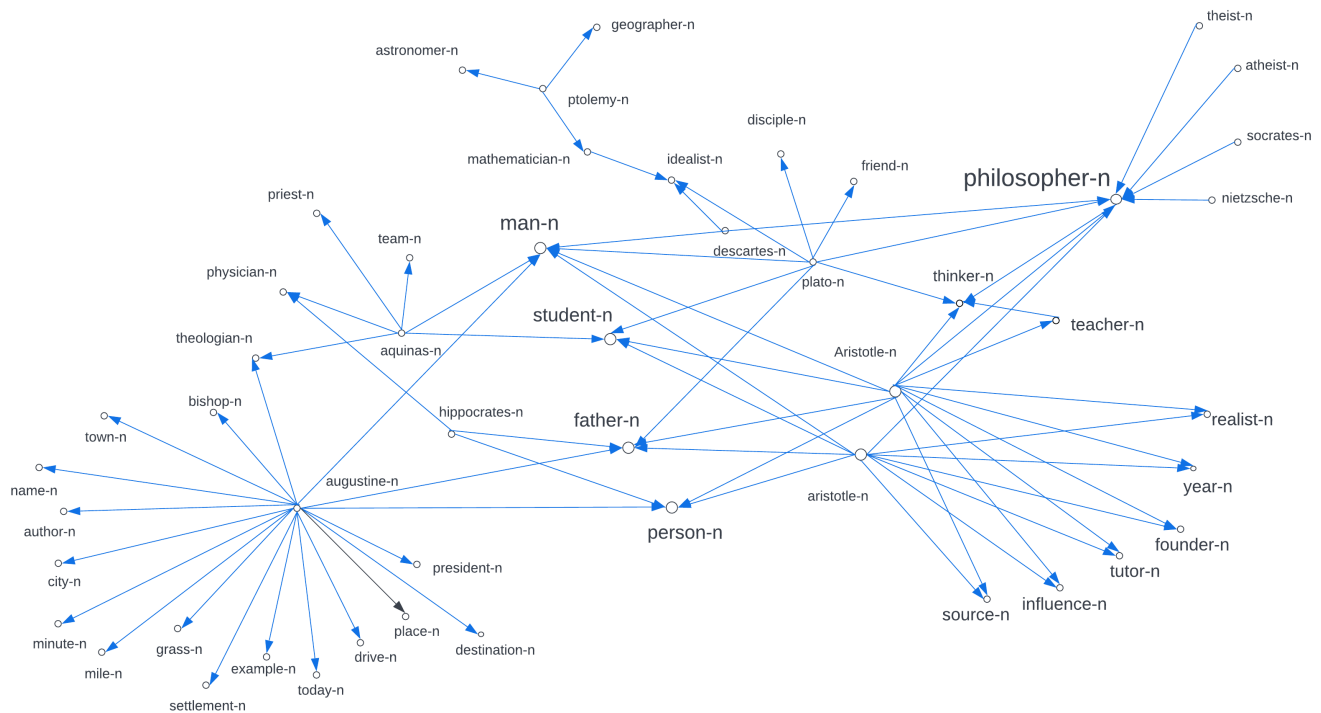 theist-n
geographer-n
astronomer-n
atheist-n
ptolemy-n
disciple-n
socrates-n
mathematician-n
idealist-n
friend-n
philosopher-n
priest-n
nietzsche-n
man-n
team-n
descartes-n
physician-n
thinker-n
plato-n
student-n
teacher-n
theologian-n
aquinas-n
Aristotle-n
bishop-n
hippocrates-n
father-n
realist-n
town-n
augustine-n
year-n
name-n
aristotle-n
author-n
person-n
founder-n
president-n
tutor-n
city-n
influence-n
source-n
place-n
minute-n
grass-n
destination-n
drive-n
example-n
mile-n
today-n
settlement-n